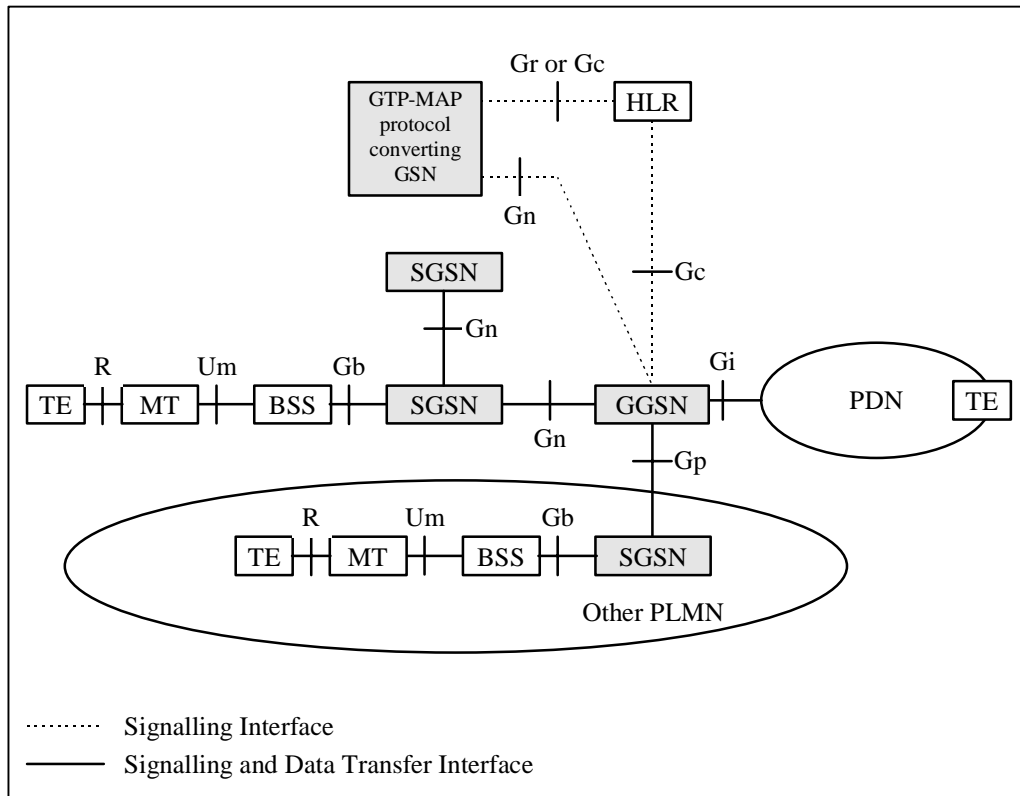 Gr or Gc
GTP-MAP
protocol
converting
GSN
HLR
Gn
SGSN
Gc
Gn
R
Um
Gb
Gi
TE
MT
BSS
SGSN
GGSN
PDN
TE
Gn
Gp
R
Um
Gb
TE
MT
BSS
SGSN
Other PLMN
Signalling Interface
Signalling and Data Transfer Interface